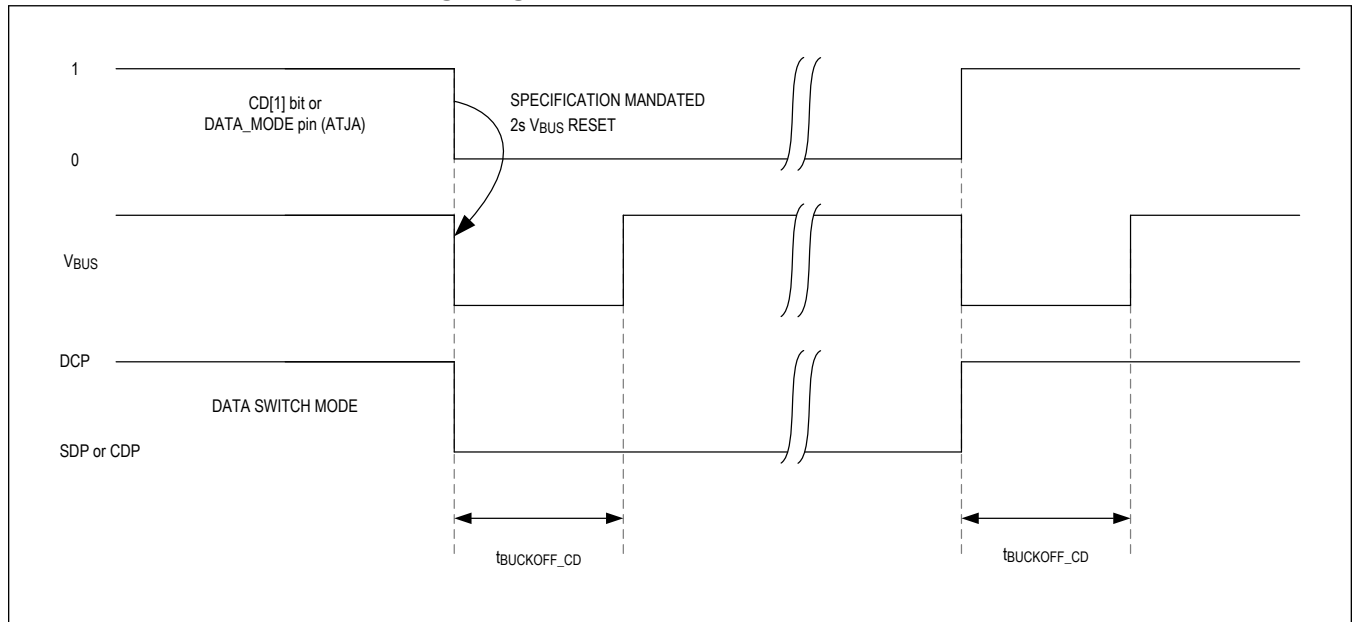 1
CD[1] bit or
DATA_MODE pin (ATJA)
0
SPECIFICATION MANDATED
2s VBUS RESET
VBUS
DCP
DATA SWITCH MODE
SDP or CDP
tBUCKOFF_CD
tBUCKOFF_CD